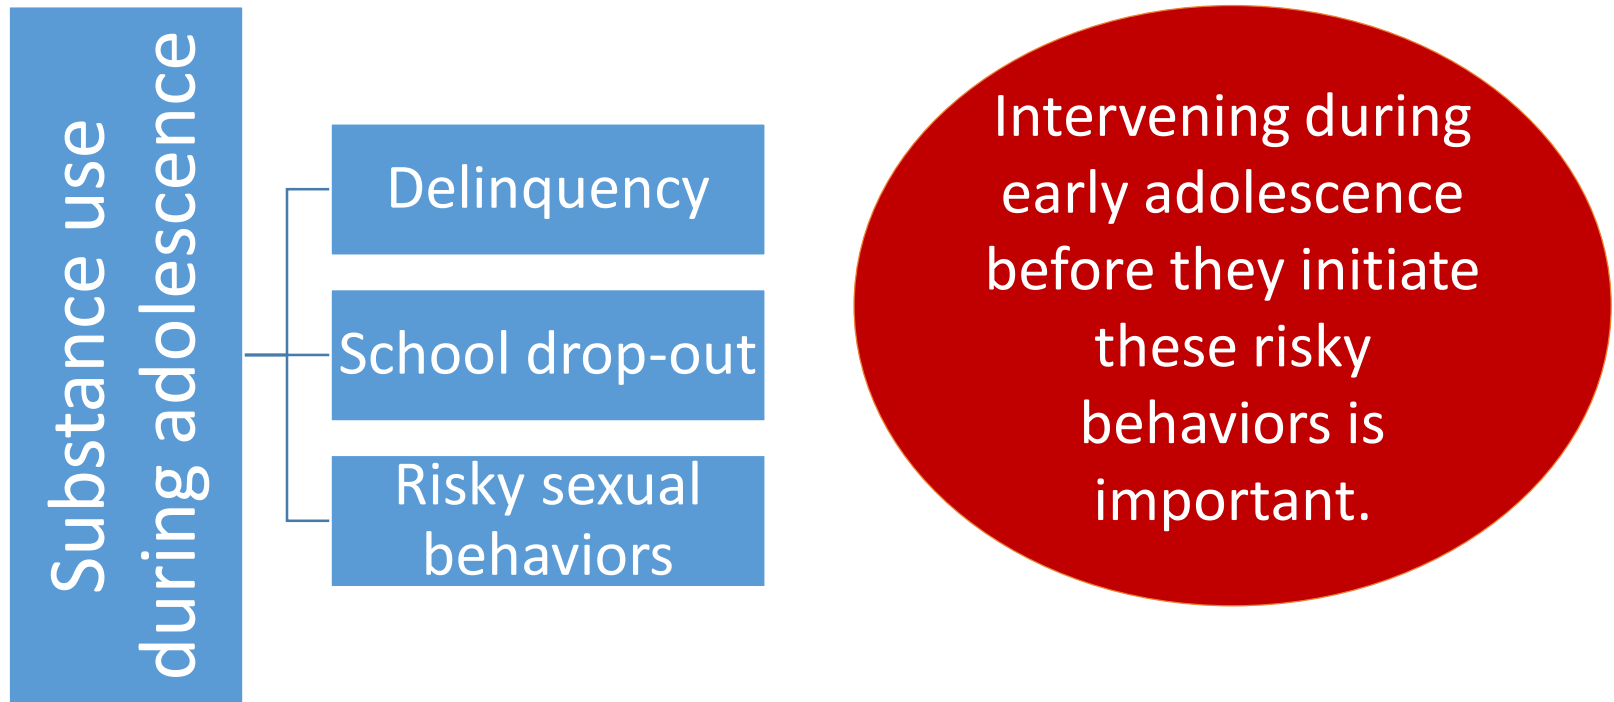 Substance use
during adolescence
Delinquency
School drop-out
Risky sexual
behaviors
Intervening during
early adolescence
before they initiate
these risky
behaviors is
important.